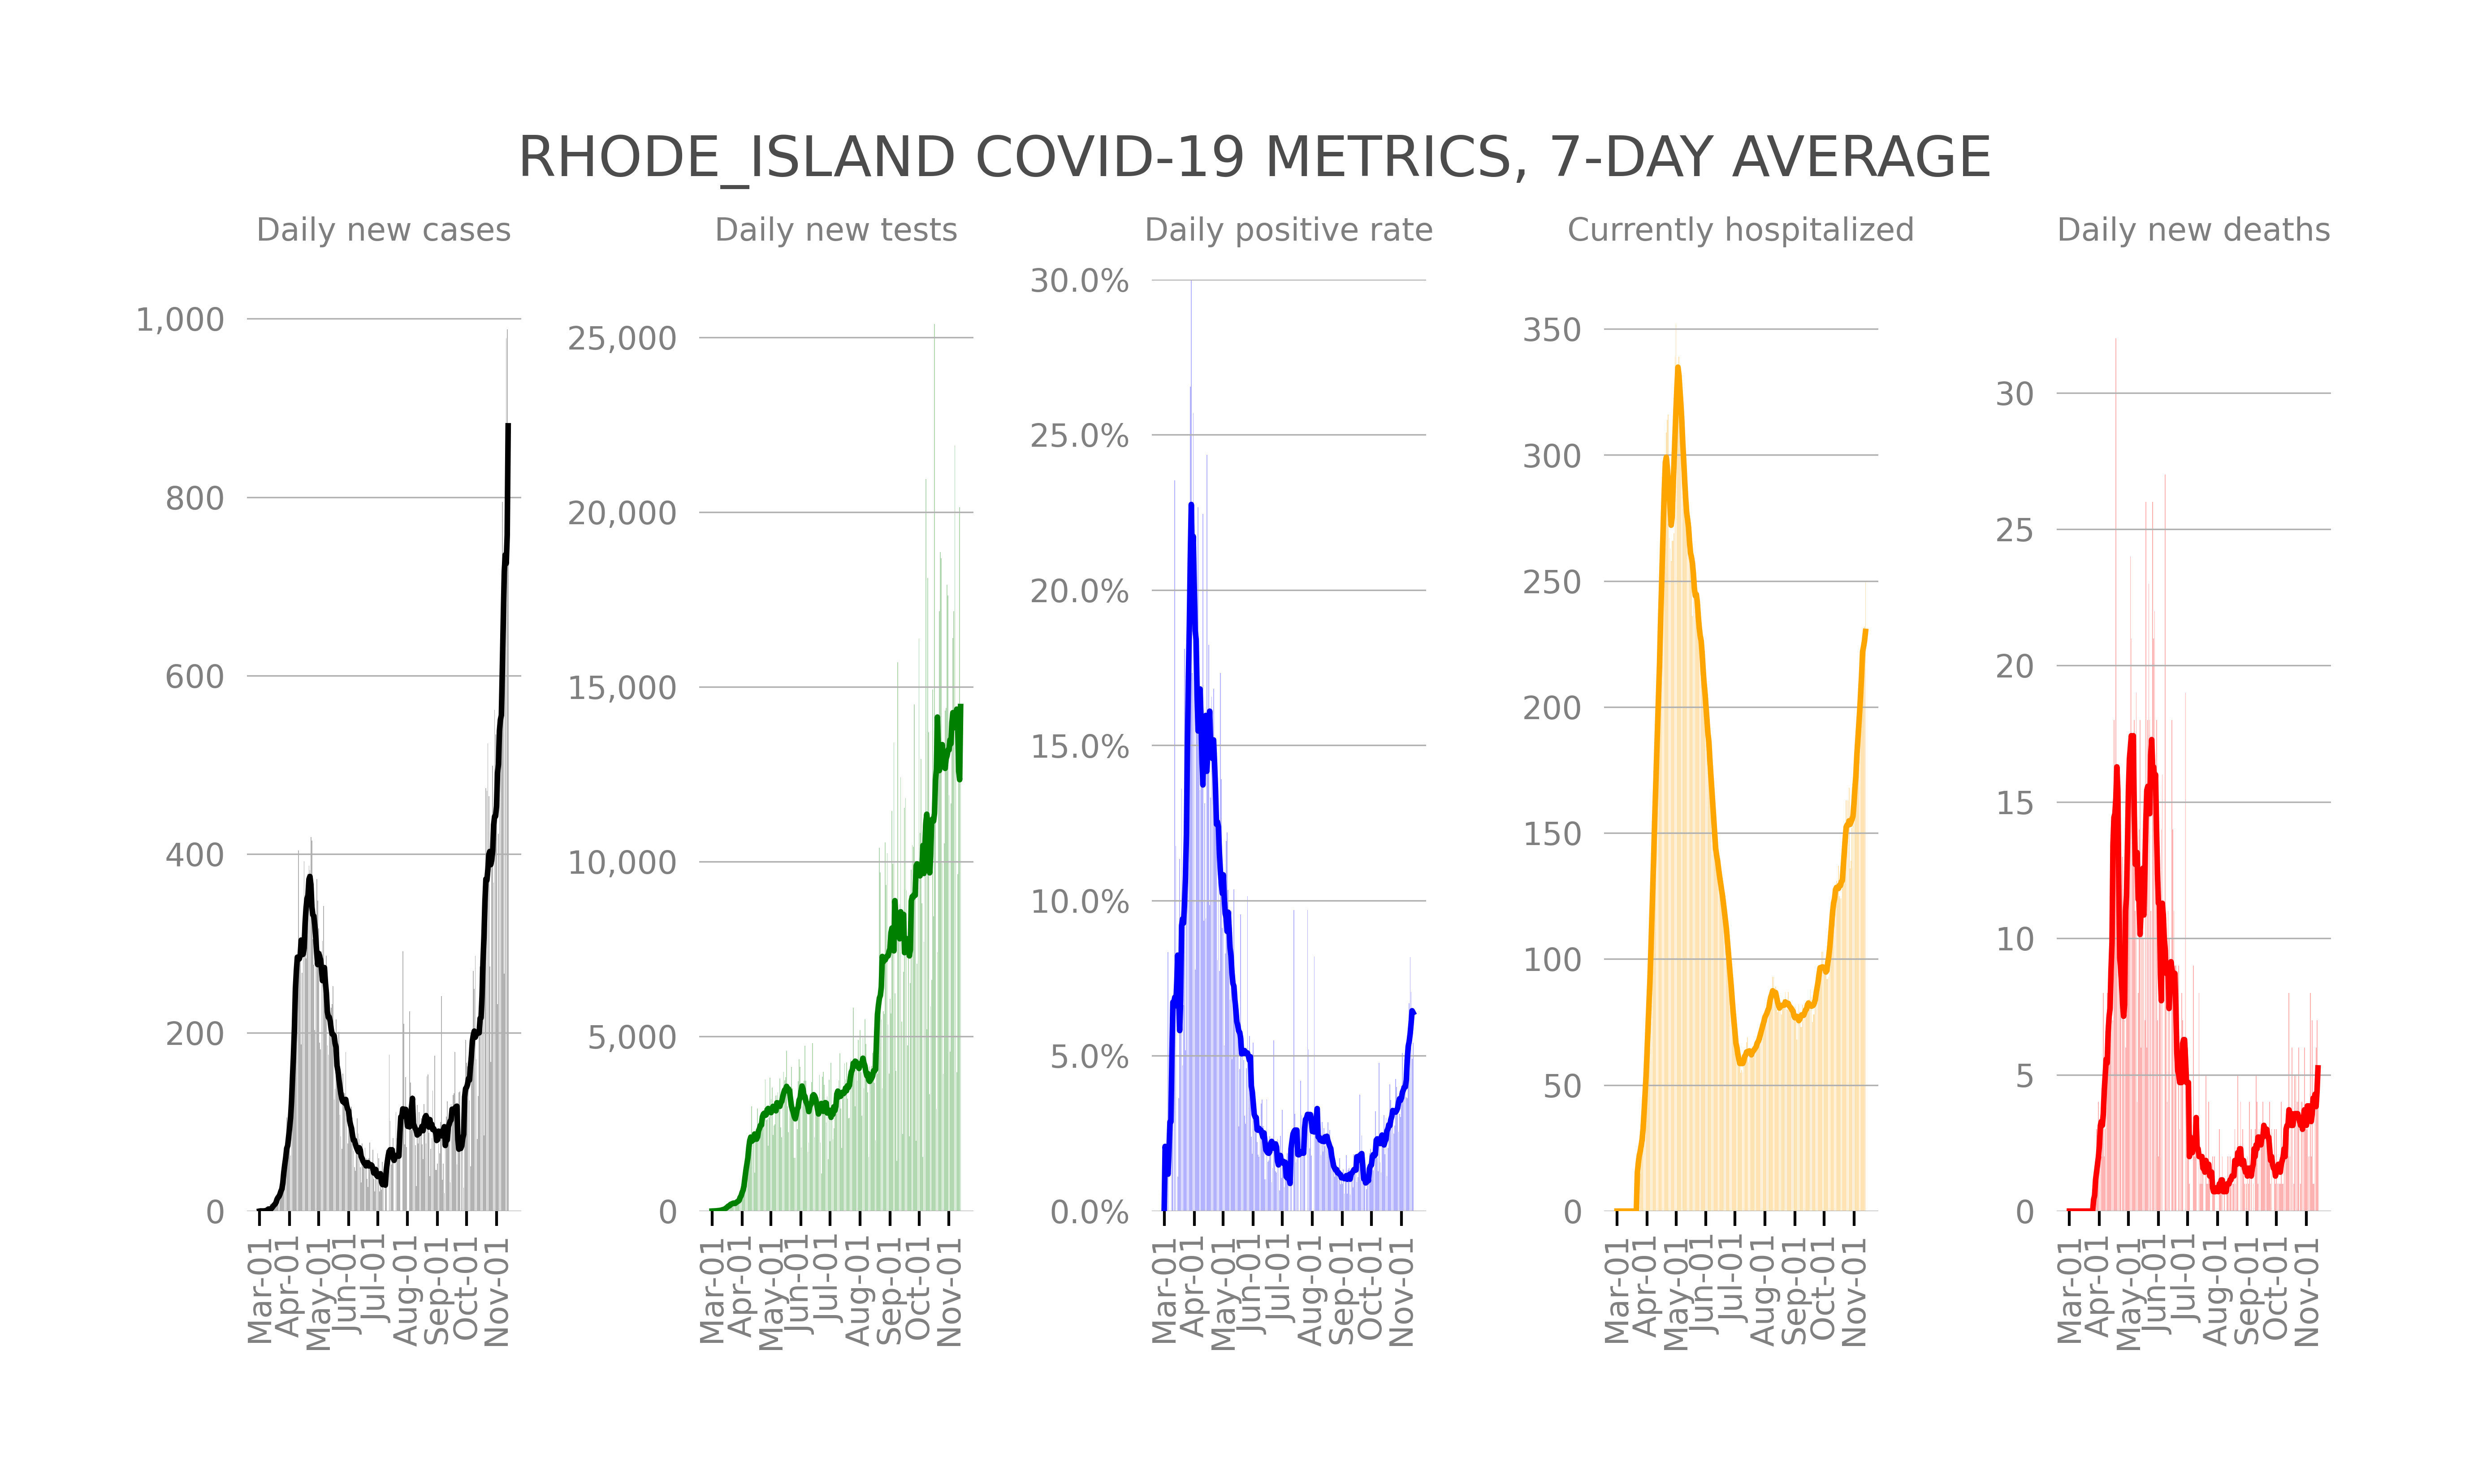 RHODE_ISLAND COVID-19 METRICS, 7-DAY AVERAGE
Daily new cases
1,000
800
600
400
200
0
Mar-01
Apr-01
May-01
Jun-01
Jul-01
Aug-01
Sep-01
Oct-01
Nov-01
Daily new tests
25,000
20,000
15,000
10,000
5,000
0
Mar-01
Apr-01
May-01
Jun-01
Jul-01
Aug-01
Sep-01
Oct-01
Nov-01
Daily positive rate
30.0%
25.0%
20.0%
15.0%
10.0%
5.0%
0.0%
Mar-01
Apr-01
May-01
Jun-01
Jul-01
Aug-01
Sep-01
Oct-01
Nov-01
Currently hospitalized
350
300
250
200
150
100
50
0
Mar-01
Apr-01
May-01
Jun-01
Jul-01
Aug-01
Sep-01
Oct-01
Nov-01
Daily new deaths
30
25
20
15
10
5
0
Mar-01
Apr-01
May-01
Jun-01
Jul-01
Aug-01
Sep-01
Oct-01
Nov-01